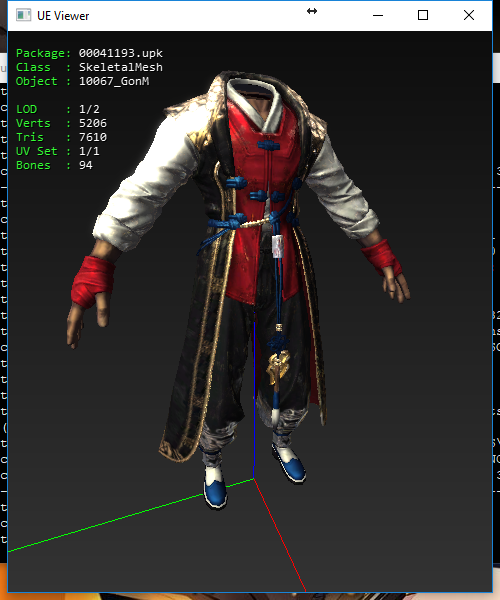 UE Viewer
Package: 00041193.upk
Class : SkeletalMesh
Object : 10067_GonM
LOD : 1/2
Verts : 5206
Tris : 7610
UV Set : 1/1
Bones : 94